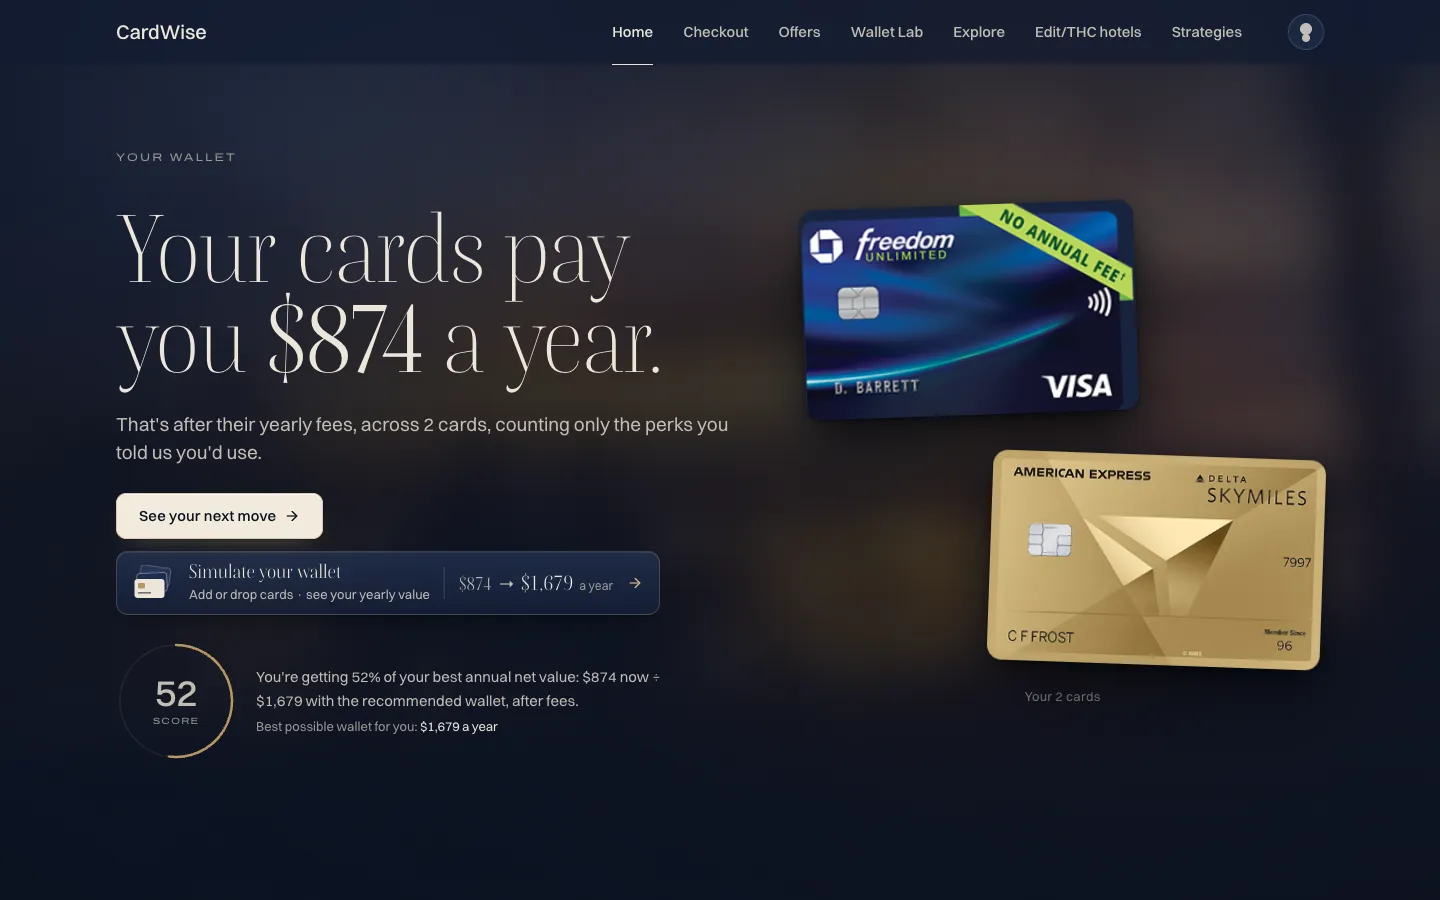 CardWise
Home
Checkout
Offers
Wallet Lab
Explore
Edit/THC hotels
Strategies
YOUR WALLET
Your cards pay
you $874 a year.
That's after their yearly fees, across 2 cards, counting only the perks you
told us you'd use.
See your next move →
Simulate your wallet
Add or drop cards · see your yearly value
$874 → $1,679 a year →
52
SCORE
You're getting 52% of your best annual net value: $874 now ÷
$1,679 with the recommended wallet, after fees.
Best possible wallet for you: $1,679 a year
freedom
UNLIMITED
NO ANNUAL FEE†
D. BARRETT
VISA
AMERICAN EXPRESS
DELTA
SKYMILES
7997
C F FROST
Member Since
96
Your 2 cards